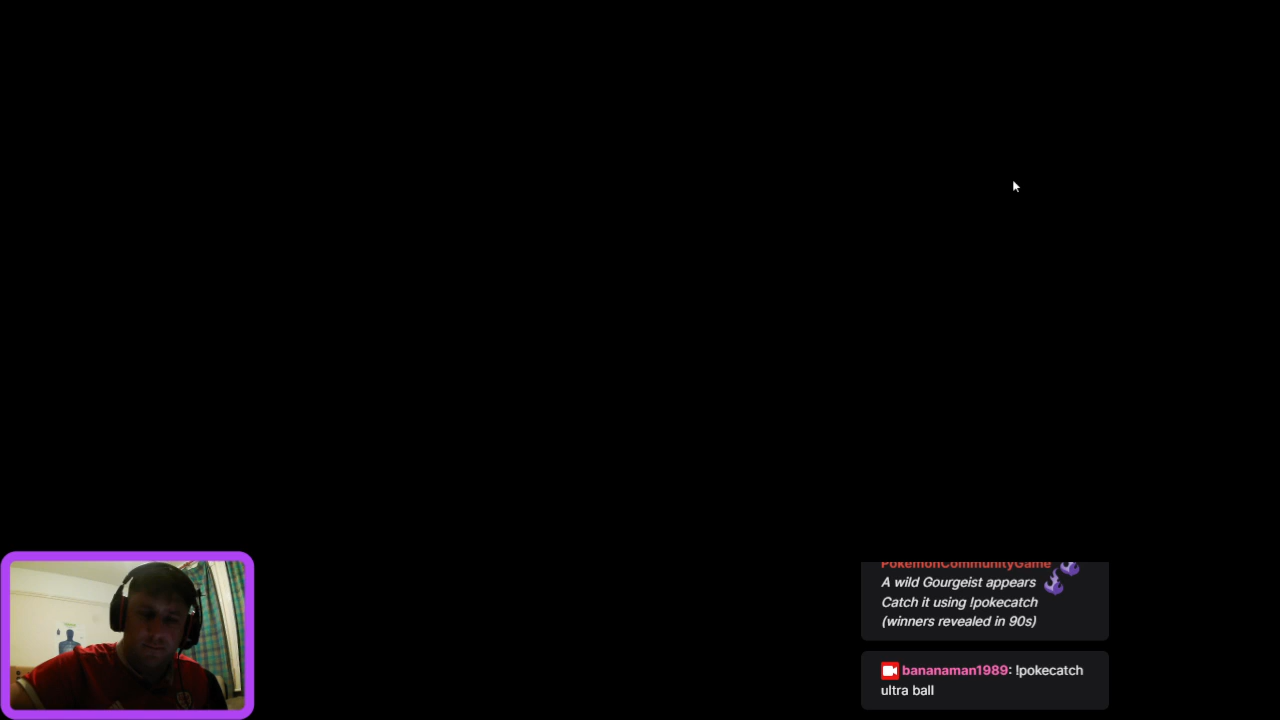 PokemonCommunityGame
A wild Gourgeist appears
Catch it using !pokecatch
(winners revealed in 90s)
bananaman1989: !pokecatch
ultra ball